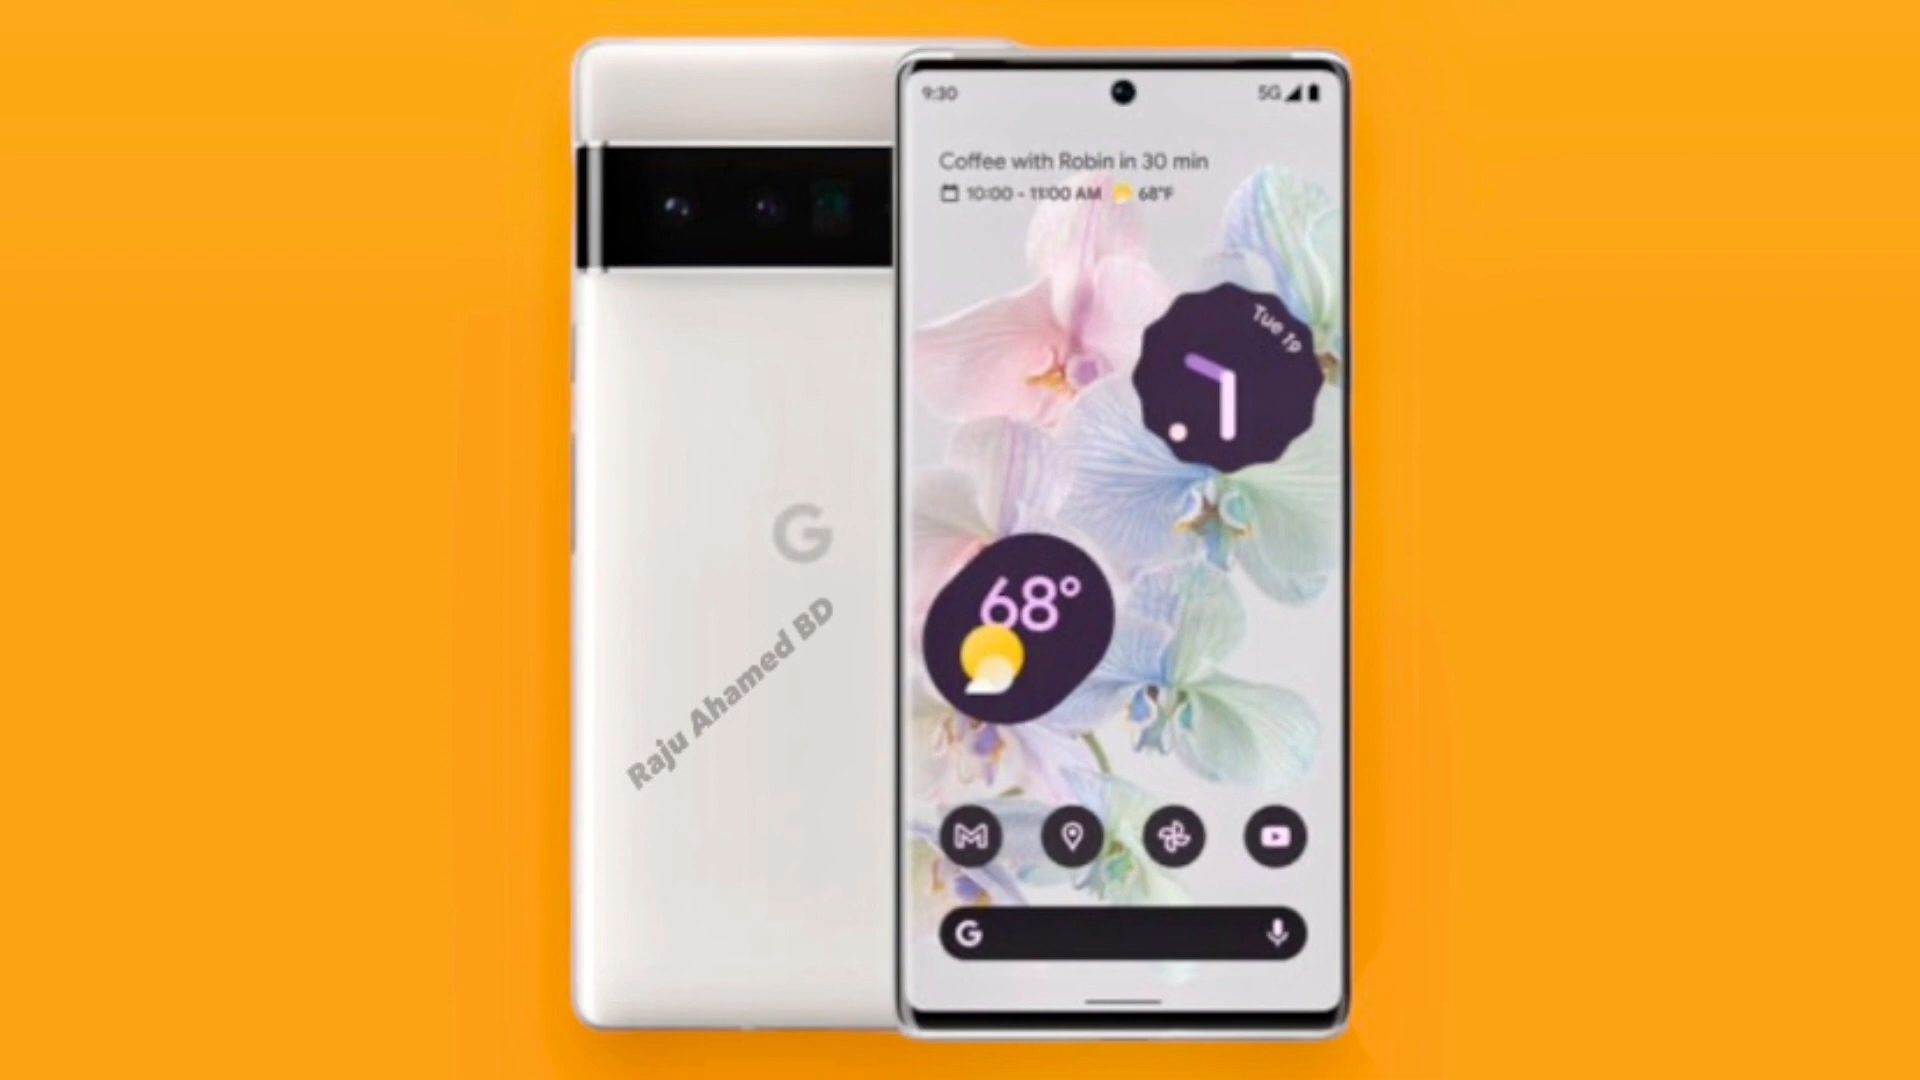 9:30
5G
Coffee with Robin in 30 min
10:00 - 11:00 AM 68°F
Tue 19
68°
G
Raju Ahamed BD
G